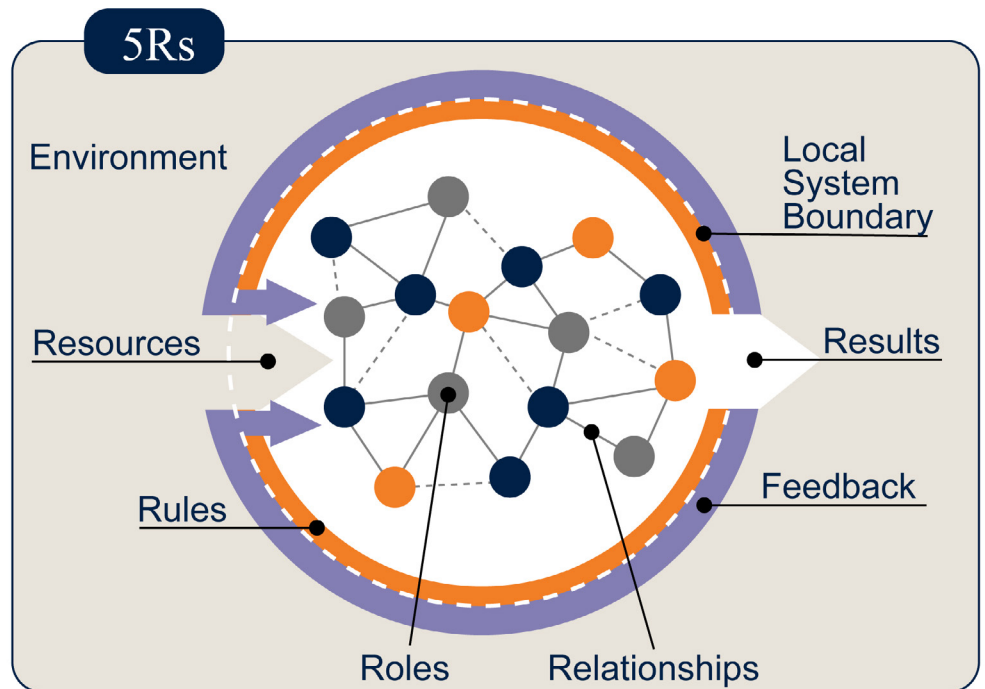 5Rs
Environment
Local
System
Boundary
Resources
Results
Rules
Feedback
Roles
Relationships